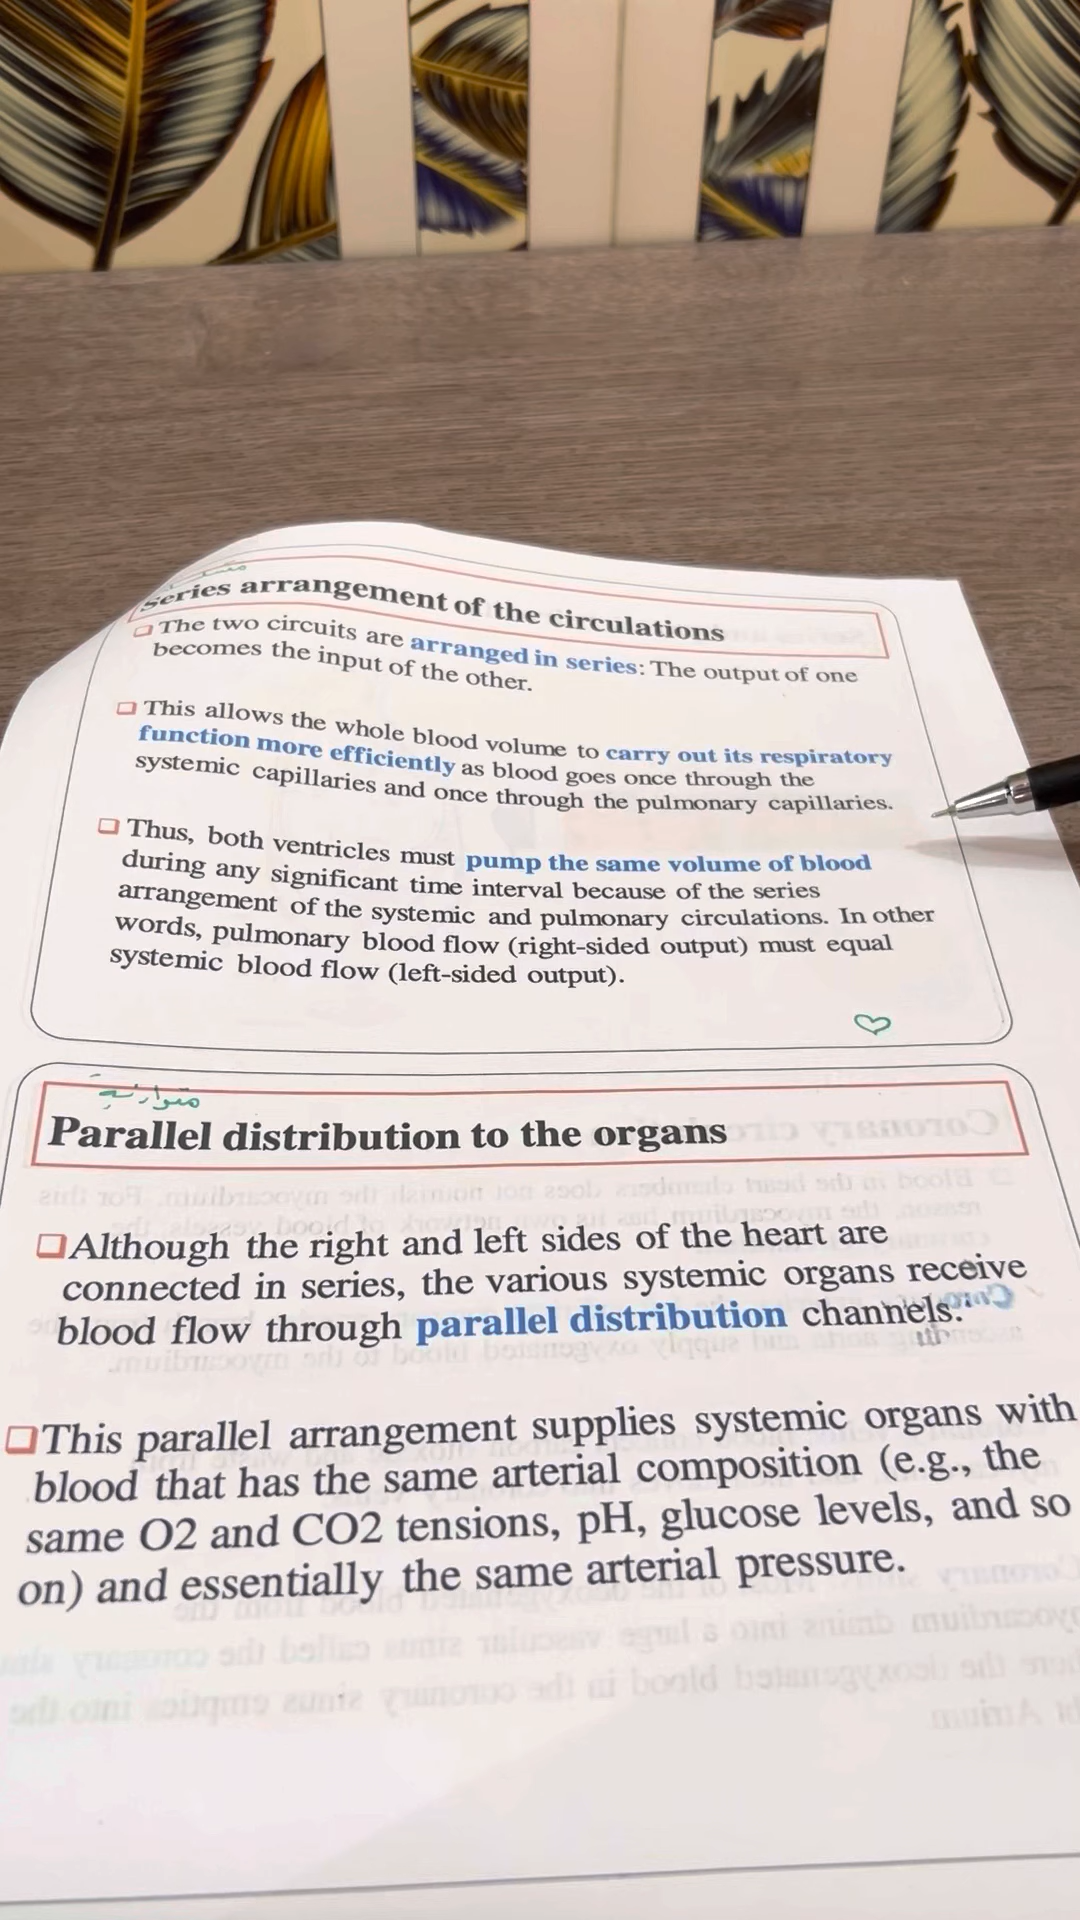 Series arrangement of the circulations
❑ The two circuits are arranged in series: The output of one
becomes the input of the other.
❑ This allows the whole blood volume to carry out its respiratory
function more efficiently as blood goes once through the
systemic capillaries and once through the pulmonary capillaries.
❑ Thus, both ventricles must pump the same volume of blood
during any significant time interval because of the series
arrangement of the systemic and pulmonary circulations. In other
words, pulmonary blood flow (right-sided output) must equal
systemic blood flow (left-sided output).
متوازية
Parallel distribution to the organs
❑Although the right and left sides of the heart are
connected in series, the various systemic organs receive
blood flow through parallel distribution channels.
❑This parallel arrangement supplies systemic organs with
blood that has the same arterial composition (e.g., the
same O2 and CO2 tensions, pH, glucose levels, and so
on) and essentially the same arterial pressure.